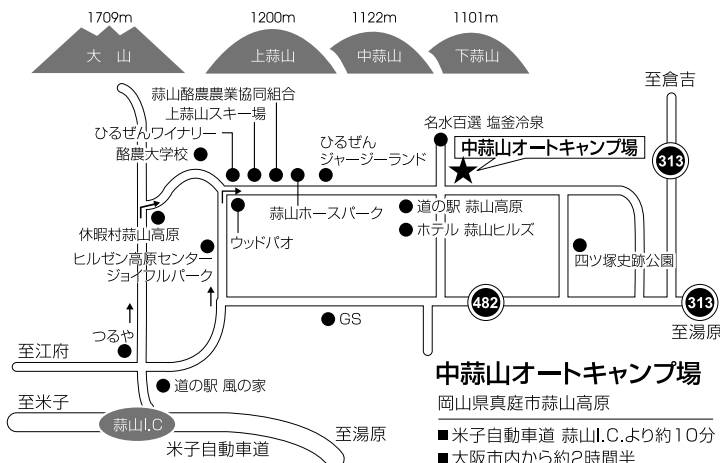 1709m
1200m
1122m
1101m
大山
上蒜山
中蒜山
下蒜山
至倉吉
蒜山酪農農業協同組合
上蒜山スキー場
ひるぜんワイナリー
酪農大学校
ひるぜん
ジャージーランド
名水百選 塩釜冷泉
中蒜山オートキャンプ場
313
休暇村蒜山高原
ウッドパオ
蒜山ホースパーク
道の駅 蒜山高原
ホテル 蒜山ヒルズ
ヒルゼン高原センター
ジョイフルパーク
四ツ塚史跡公園
482
313
つるや
GS
至湯原
至江府
道の駅 風の家
至米子
蒜山I.C
米子自動車道
至湯原
中蒜山オートキャンプ場
岡山県真庭市蒜山高原
■米子自動車道 蒜山I.C.より約10分
■大阪市内から約2時間半